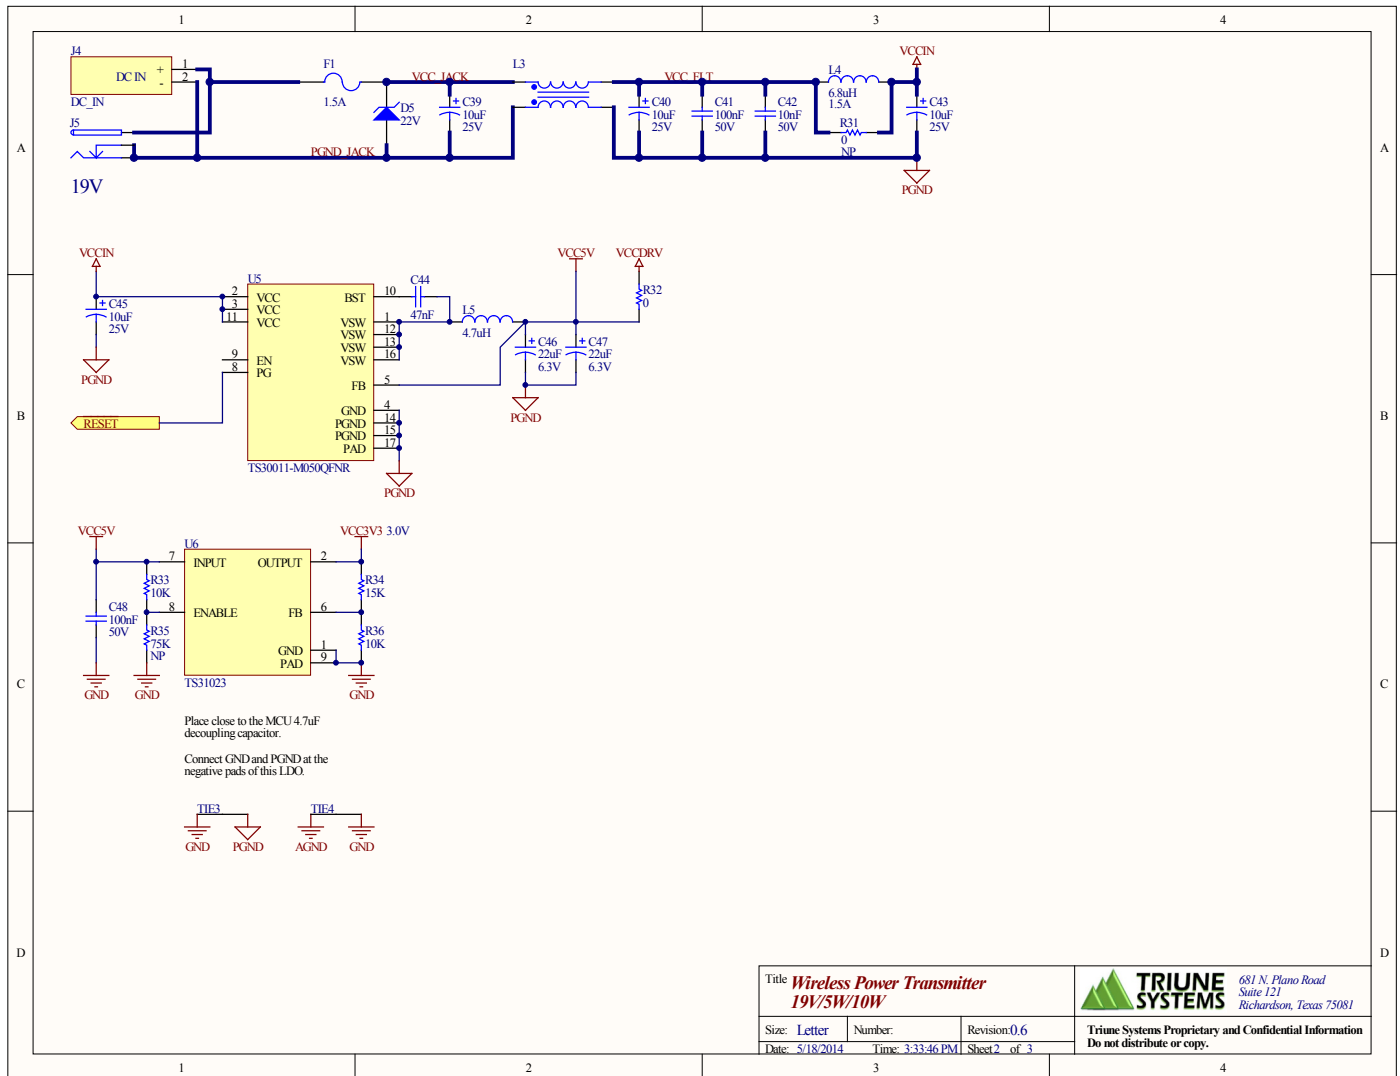 1 2 3 4
A A
B B
C C
D D
1 2 3 4
J4
DC IN
+ 1
- 2
DC_IN
J5
19V
F1
1.5A
VCC_JACK
D5
22V
PGND_JACK
C39
10uF
25V
L3
VCC_FLT
C40
10uF
25V
C41
100nF
50V
C42
10nF
50V
L4
6.8uH
1.5A
R31
0
NP
VCCIN
C43
10uF
25V
PGND
VCCIN
C45
10uF
25V
PGND
RESET
U5
2 VCC
3 VCC
11 VCC
9 EN
8 PG
BST 10
VSW 1
VSW 12
VSW 13
VSW 16
FB 5
GND 4
PGND 14
PGND 15
PAD 17
TS30011-M050QFNR
PGND
C44
47nF
L5
4.7uH
VCC5V
VCCDRV
R32
0
C46
22uF
6.3V
C47
22uF
6.3V
PGND
VCC5V
C48
100nF
50V
GND
R33
10K
R35
75K
NP
GND
U6
7 INPUT
8 ENABLE
OUTPUT 2
FB 6
GND 1
PAD 9
TS31023
VCC3V3 3.0V
R34
15K
R36
10K
GND
Place close to the MCU 4.7uF
decoupling capacitor.
Connect GND and PGND at the
negative pads of this LDO.
TIE3
GND PGND
TIE4
AGND GND
Title Wireless Power Transmitter
19V/5W/10W
Size: Letter Number: Revision:0.6
Date: 5/18/2014 Time: 3:33:46 PM Sheet2 of 3
TRIUNE
SYSTEMS
681 N. Plano Road
Suite 121
Richardson, Texas 75081
Triune Systems Proprietary and Confidential Information
Do not distribute or copy.